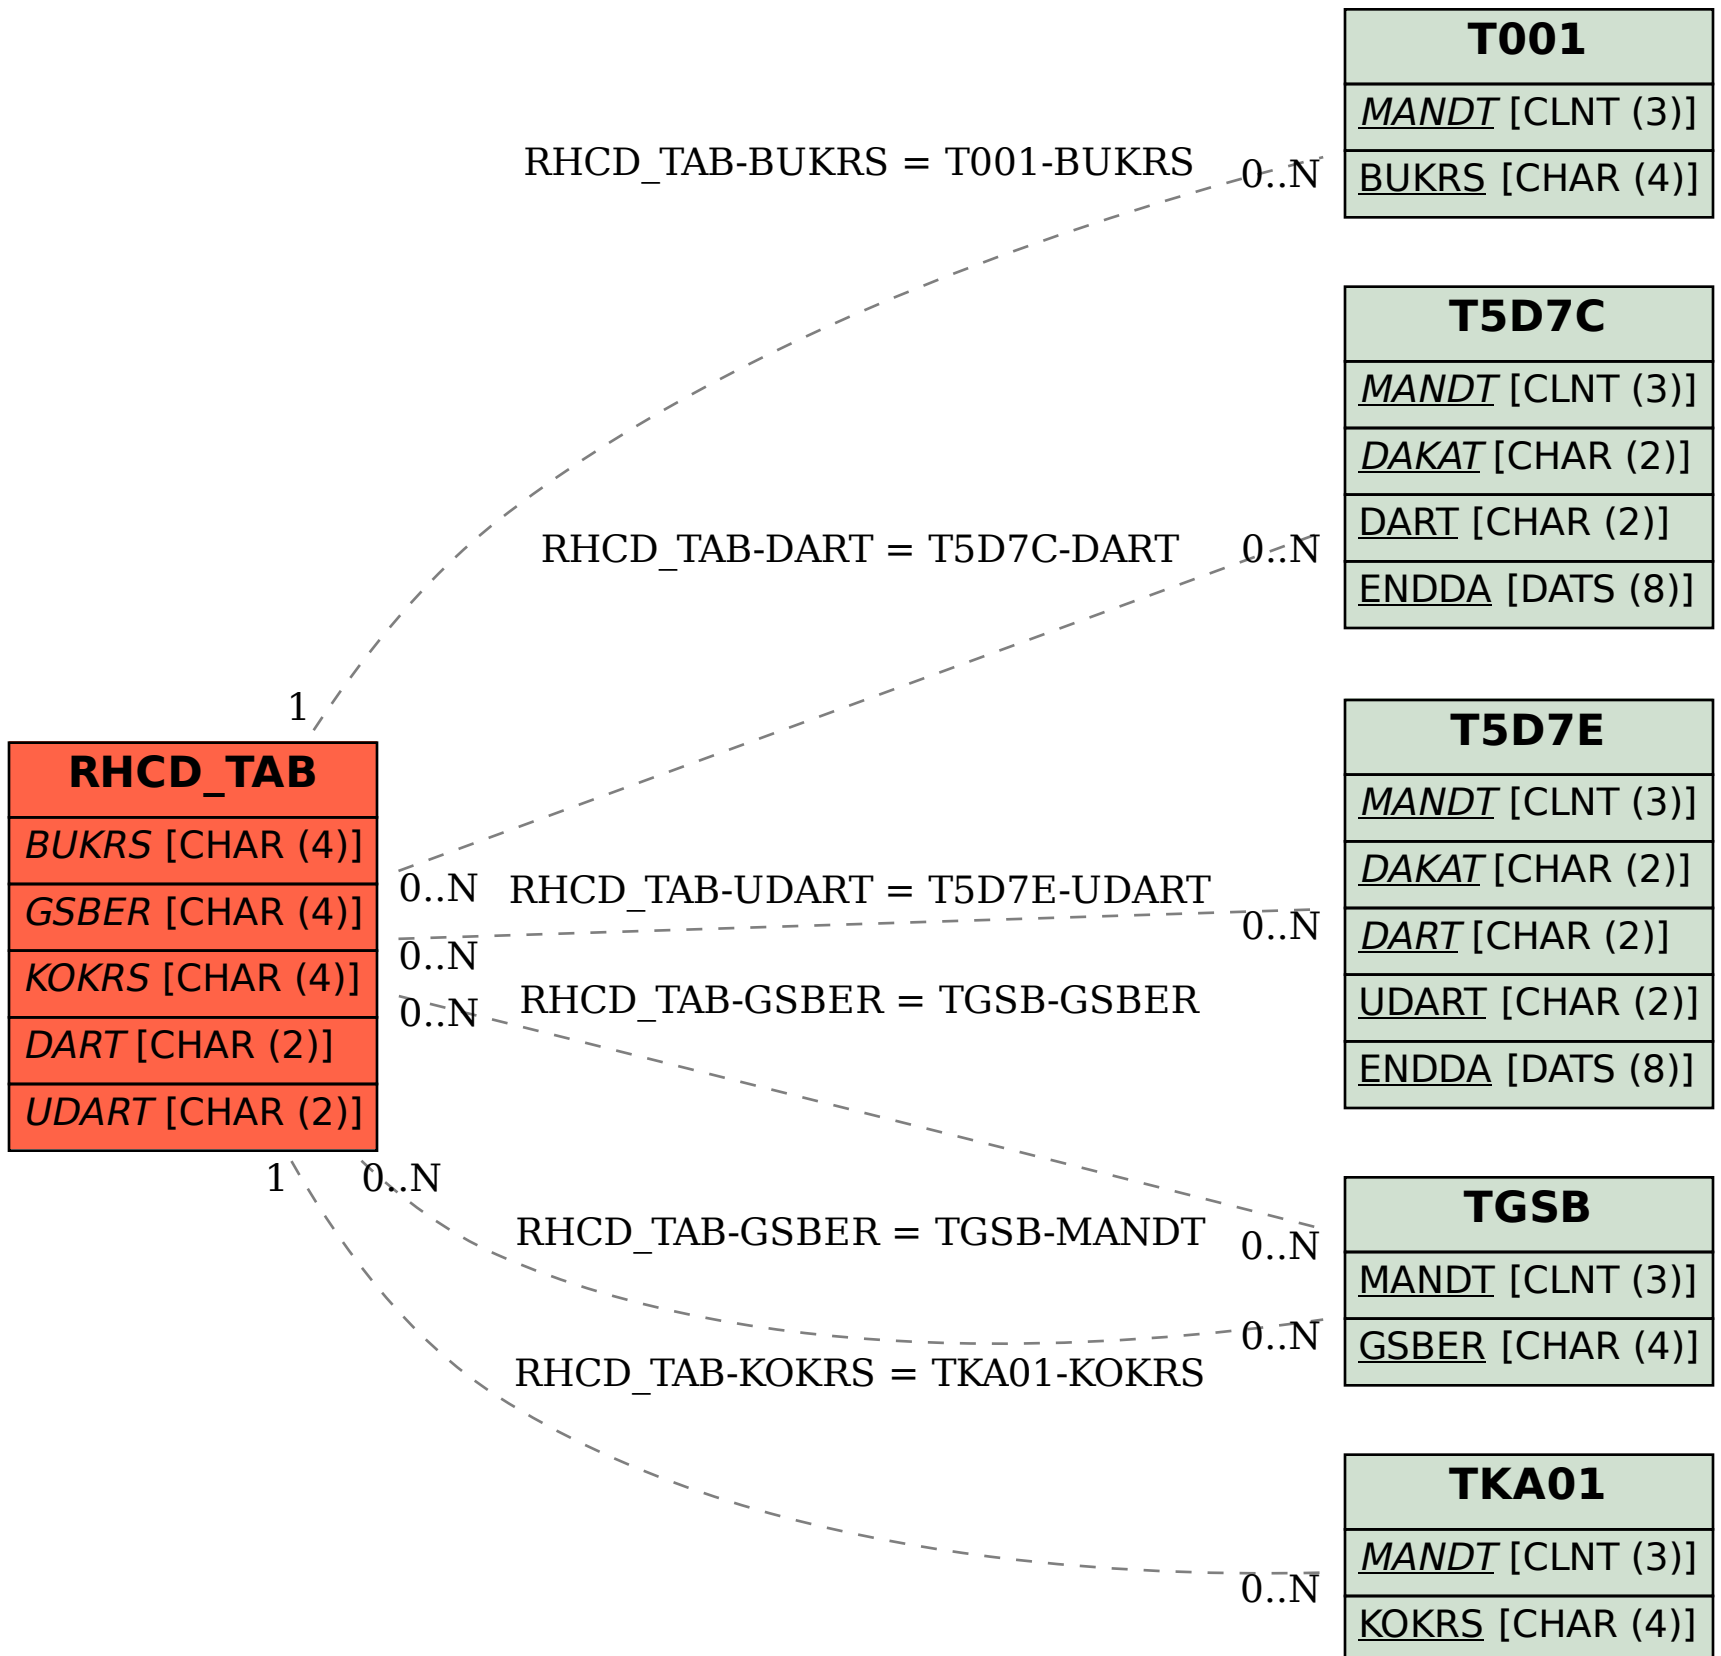 T001
MANDT [CLNT (3)]
BUKRS [CHAR (4)]
RHCD_TAB-BUKRS = T001-BUKRS
0..N
1
T5D7C
MANDT [CLNT (3)]
DAKAT [CHAR (2)]
DART [CHAR (2)]
ENDDA [DATS (8)]
RHCD_TAB-DART = T5D7C-DART
0..N
0..N
RHCD_TAB
BUKRS [CHAR (4)]
GSBER [CHAR (4)]
KOKRS [CHAR (4)]
DART [CHAR (2)]
UDART [CHAR (2)]
T5D7E
MANDT [CLNT (3)]
DAKAT [CHAR (2)]
DART [CHAR (2)]
UDART [CHAR (2)]
ENDDA [DATS (8)]
RHCD_TAB-UDART = T5D7E-UDART
0..N
0..N
RHCD_TAB-GSBER = TGSB-GSBER
0..N
0..N
TGSB
MANDT [CLNT (3)]
GSBER [CHAR (4)]
RHCD_TAB-GSBER = TGSB-MANDT
0..N
0..N
RHCD_TAB-KOKRS = TKA01-KOKRS
1
0..N
TKA01
MANDT [CLNT (3)]
KOKRS [CHAR (4)]